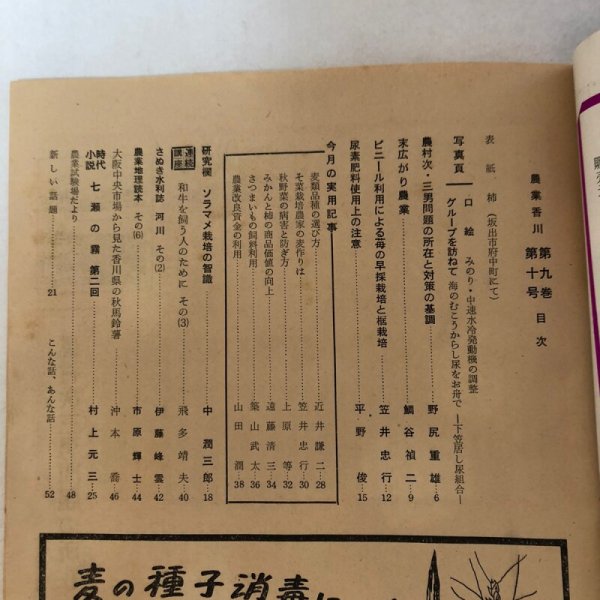 農業香川 第九巻 第十号 目次
表紙 柿(坂出市府中町にて)
写真頁 口絵 みのり・中速水冷発動機の調整
グループを訪ねて 海のむこうからし尿をお舟で―下笠居し尿組合―
農村次・三男問題の所在と対策の基調……野尻重雄…6
末広がり農業……鯛谷禎二…9
ビニール利用による苺の早採栽培と框栽培……笠井忠行…12
尿素肥料使用上の注意……平野俊…15
今月の実用記事
麦類品種の選び方……近井謙二…28
そ菜栽培農家の麦作りは……笠井忠行…30
秋野菜の病害と防ぎ方……上原等…32
みかんと柿の商品価値の向上……遠藤清三…34
さつまいもの飼料利用……築山武太…36
農業改良資金の利用……山田潤…38
研究欄 ソラマメ栽培の智識……中潤三郎…18
連続講座 和牛を飼う人のために その(3)……飛多靖夫…40
さぬき水利誌 河川 その(2)……伊藤峰雲…42
農業地理読本 その(6)……市原輝士…44
大阪中央市場から見た香川県の秋馬鈴薯……沖本喬…46
時代小説 七瀬の霧 第二回……村上元三…25
農業試験場だより……48
新しい話題……21 こんな話、あんな話……52
麦の種子消毒に